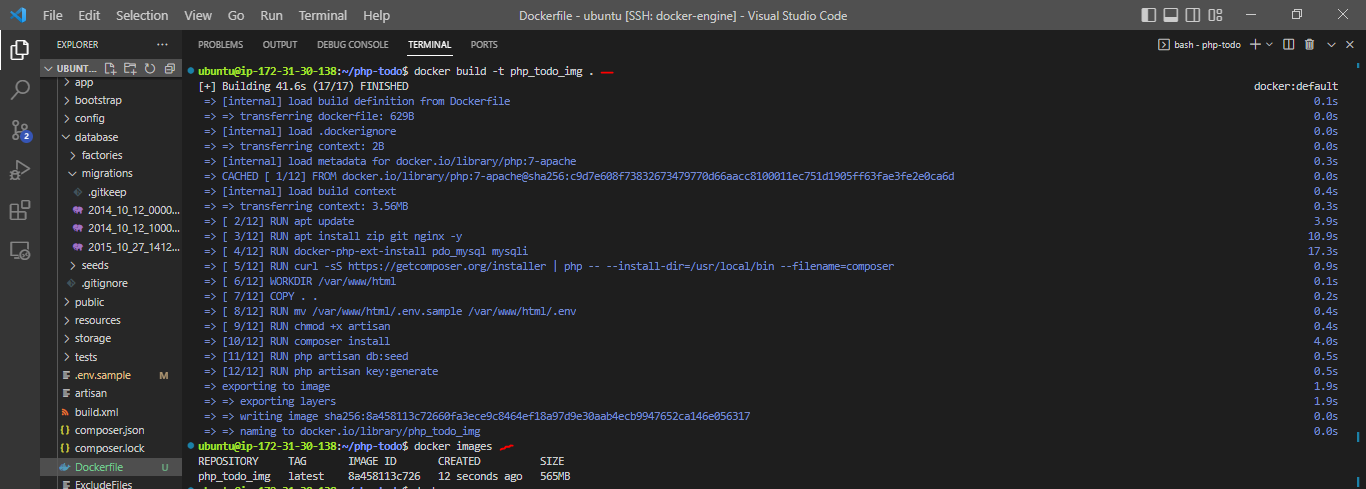 File Edit Selection View Go Run Terminal Help
Dockerfile - ubuntu [SSH: docker-engine] - Visual Studio Code
EXPLORER
PROBLEMS OUTPUT DEBUG CONSOLE TERMINAL PORTS
bash - php-todo
UBUNT...
app
bootstrap
config
database
factories
migrations
.gitkeep
2014_10_12_0000...
2014_10_12_1000...
2015_10_27_1412...
seeds
.gitignore
public
resources
storage
tests
.env.sample M
artisan
build.xml
composer.json
composer.lock
Dockerfile U
ExcludeFiles
2
ubuntu@ip-172-31-30-138:~/php-todo$ docker build -t php_todo_img .
[+] Building 41.6s (17/17) FINISHED docker:default
=> [internal] load build definition from Dockerfile 0.1s
=> => transferring dockerfile: 629B 0.0s
=> [internal] load .dockerignore 0.0s
=> => transferring context: 2B 0.0s
=> [internal] load metadata for docker.io/library/php:7-apache 0.3s
=> CACHED [ 1/12] FROM docker.io/library/php:7-apache@sha256:c9d7e608f73832673479770d66aacc8100011ec751d1905ff63fae3fe2e0ca6d 0.0s
=> [internal] load build context 0.4s
=> => transferring context: 3.56MB 0.3s
=> [ 2/12] RUN apt update 3.9s
=> [ 3/12] RUN apt install zip git nginx -y 10.9s
=> [ 4/12] RUN docker-php-ext-install pdo_mysql mysqli 17.3s
=> [ 5/12] RUN curl -sS https://getcomposer.org/installer | php -- --install-dir=/usr/local/bin --filename=composer 0.9s
=> [ 6/12] WORKDIR /var/www/html 0.1s
=> [ 7/12] COPY . . 0.2s
=> [ 8/12] RUN mv /var/www/html/.env.sample /var/www/html/.env 0.4s
=> [ 9/12] RUN chmod +x artisan 0.4s
=> [10/12] RUN composer install 4.0s
=> [11/12] RUN php artisan db:seed 0.5s
=> [12/12] RUN php artisan key:generate 0.5s
=> exporting to image 1.9s
=> => exporting layers 1.9s
=> => writing image sha256:8a458113c72660fa3ece9c8464ef18a97d9e30aab4ecb9947652ca146e056317 0.0s
=> => naming to docker.io/library/php_todo_img 0.0s
ubuntu@ip-172-31-30-138:~/php-todo$ docker images
REPOSITORY TAG IMAGE ID CREATED SIZE
php_todo_img latest 8a458113c726 12 seconds ago 565MB